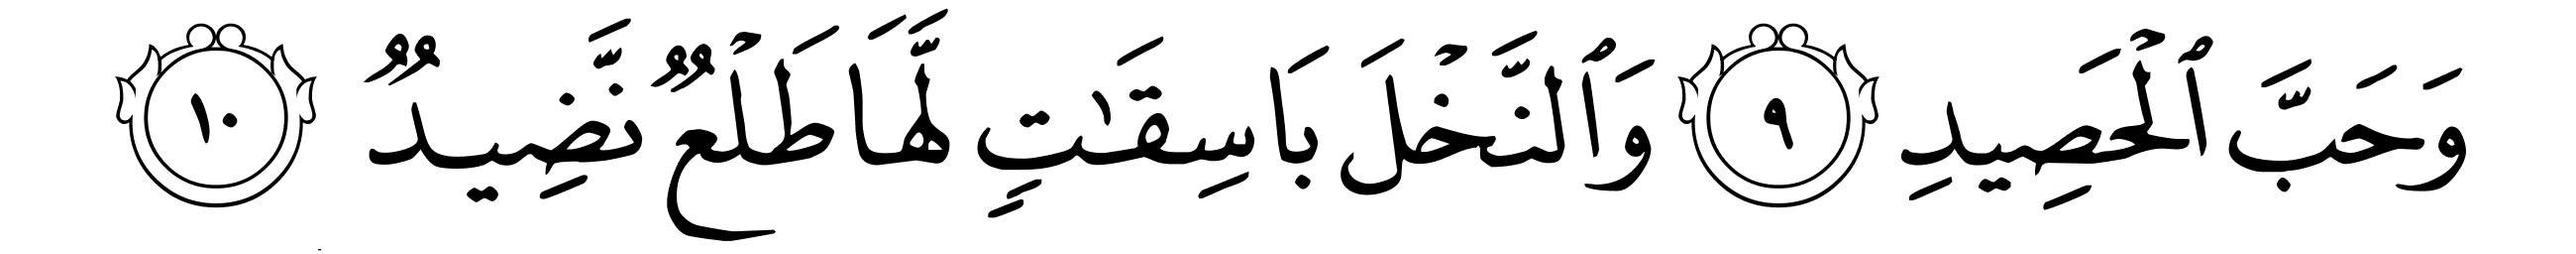 وَحَبَّ ٱلْحَصِيدِ ٩ وَٱلنَّخْلَ بَاسِقَٰتٍ لَّهَا طَلْعٌ نَّضِيدٌ ١٠